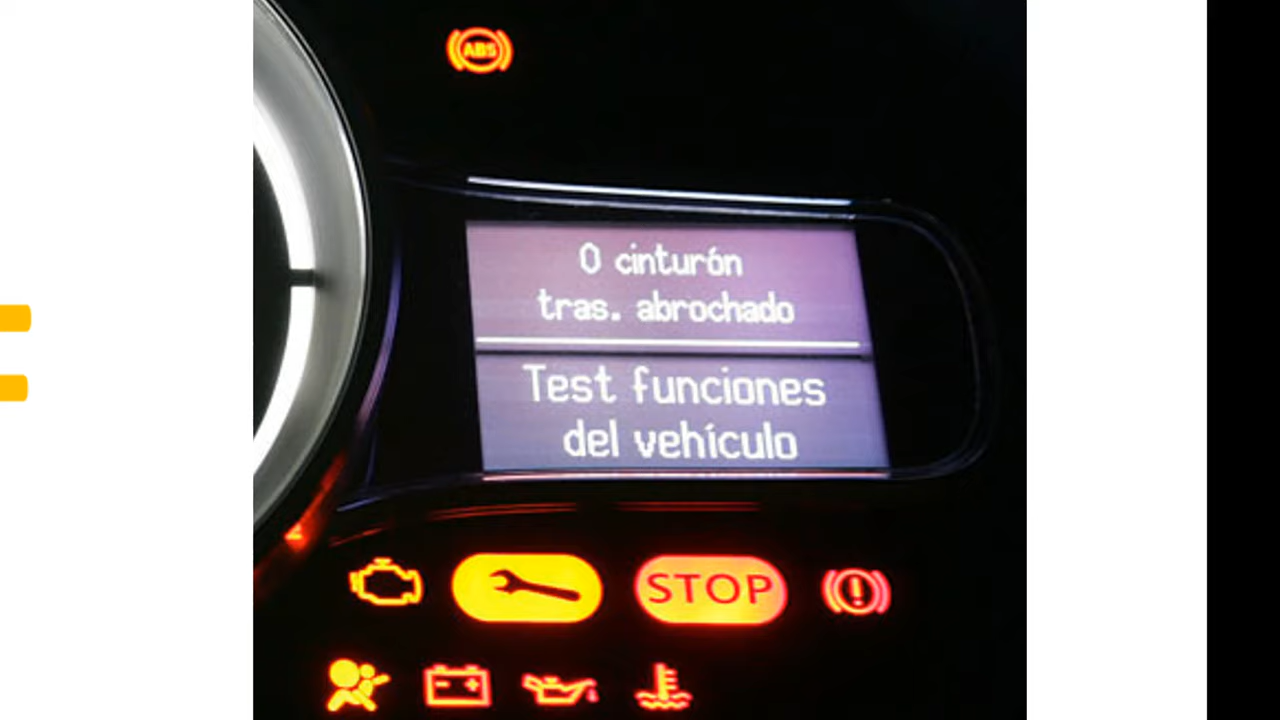 ABS
0 cinturón
tras. abrochado
Test funciones
del vehículo
STOP